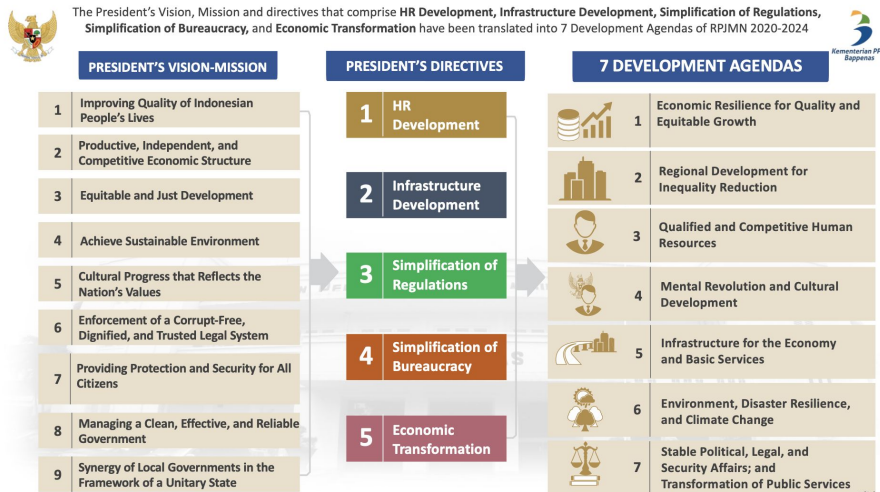 The President's Vision, Mission and directives that comprise HR Development, Infrastructure Development, Simplification of Regulations,
Simplification of Bureaucracy, and Economic Transformation have been translated into 7 Development Agendas of RPJMN 2020-2024
Kementerian PP
Bappenas
PRESIDENT'S VISION-MISSION
1
Improving Quality of Indonesian
People's Lives
2
Productive, Independent, and
Competitive Economic Structure
3
Equitable and Just Development
4
Achieve Sustainable Environment
5
Cultural Progress that Reflects the
Nation's Values
6
Enforcement of a Corrupt-Free,
Dignified, and Trusted Legal System
7
Providing Protection and Security for All
Citizens
8
Managing a Clean, Effective, and Reliable
Government
9
Synergy of Local Governments in the
Framework of a Unitary State
PRESIDENT'S DIRECTIVES
1
HR
Development
2
Infrastructure
Development
3
Simplification of
Regulations
4
Simplification of
Bureaucracy
5
Economic
Transformation
7 DEVELOPMENT AGENDAS
1
Economic Resilience for Quality and
Equitable Growth
2
Regional Development for
Inequality Reduction
3
Qualified and Competitive Human
Resources
4
Mental Revolution and Cultural
Development
5
Infrastructure for the Economy
and Basic Services
6
Environment, Disaster Resilience,
and Climate Change
7
Stable Political, Legal, and
Security Affairs; and
Transformation of Public Services